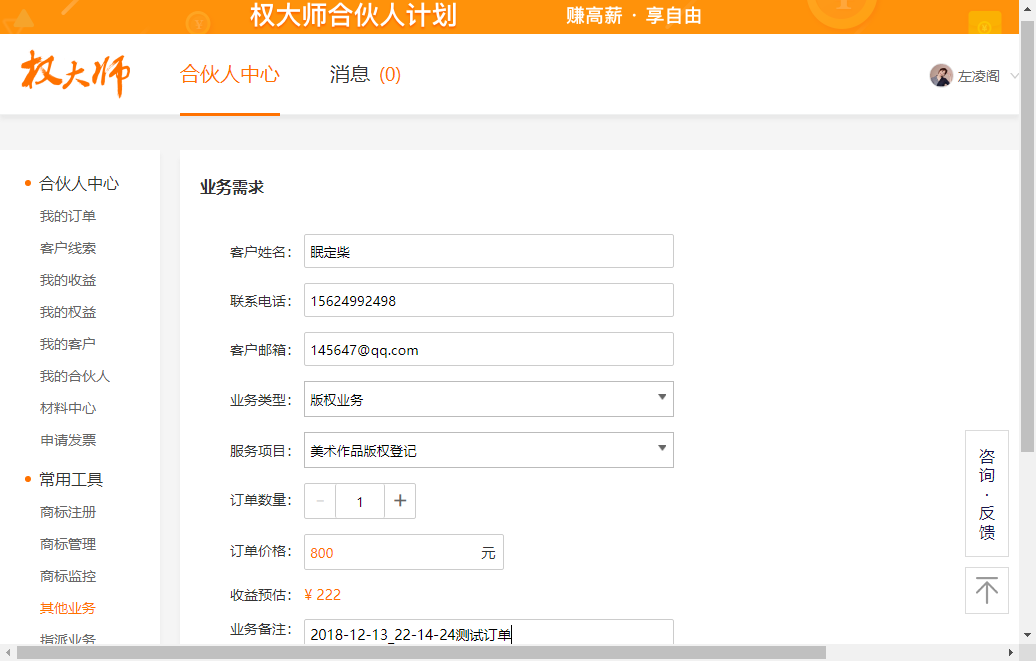 权大师合伙人计划 赚高薪 · 享自由
权大师 合伙人中心 消息 (0) 左凌阁
合伙人中心
我的订单
客户线索
我的收益
我的权益
我的客户
我的合伙人
材料中心
申请发票
常用工具
商标注册
商标管理
商标监控
其他业务
指派业务
业务需求
客户姓名： 眠定柴
联系电话： 15624992498
客户邮箱： 145647@qq.com
业务类型： 版权业务
服务项目： 美术作品版权登记
订单数量： − 1 +
订单价格： 800 元
收益预估： ¥ 222
业务备注： 2018-12-13_22-14-24测试订单
咨
询
·
反
馈